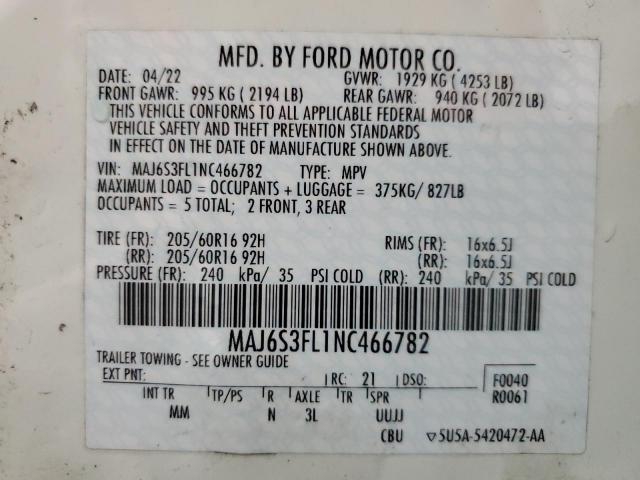 MFD. BY FORD MOTOR CO.
DATE: 04/22 GVWR: 1929 KG ( 4253 LB)
FRONT GAWR: 995 KG ( 2194 LB) REAR GAWR: 940 KG ( 2072 LB)
THIS VEHICLE CONFORMS TO ALL APPLICABLE FEDERAL MOTOR
VEHICLE SAFETY AND THEFT PREVENTION STANDARDS
IN EFFECT ON THE DATE OF MANUFACTURE SHOWN ABOVE.
VIN: MAJ6S3FL1NC466782 TYPE: MPV
MAXIMUM LOAD = OCCUPANTS + LUGGAGE = 375KG/ 827LB
OCCUPANTS = 5 TOTAL; 2 FRONT, 3 REAR
TIRE (FR): 205/60R16 92H RIMS (FR): 16x6.5J
(RR): 205/60R16 92H (RR): 16x6.5J
PRESSURE (FR): 240 kPa/ 35 PSI COLD (RR): 240 kPa/ 35 PSI COLD
MAJ6S3FL1NC466782
TRAILER TOWING - SEE OWNER GUIDE
EXT PNT: RC: 21 DSO: F0040
INT TR TP/PS R AXLE TR SPR R0061
MM N 3L UUJJ
CBU ▽5U5A-5420472-AA